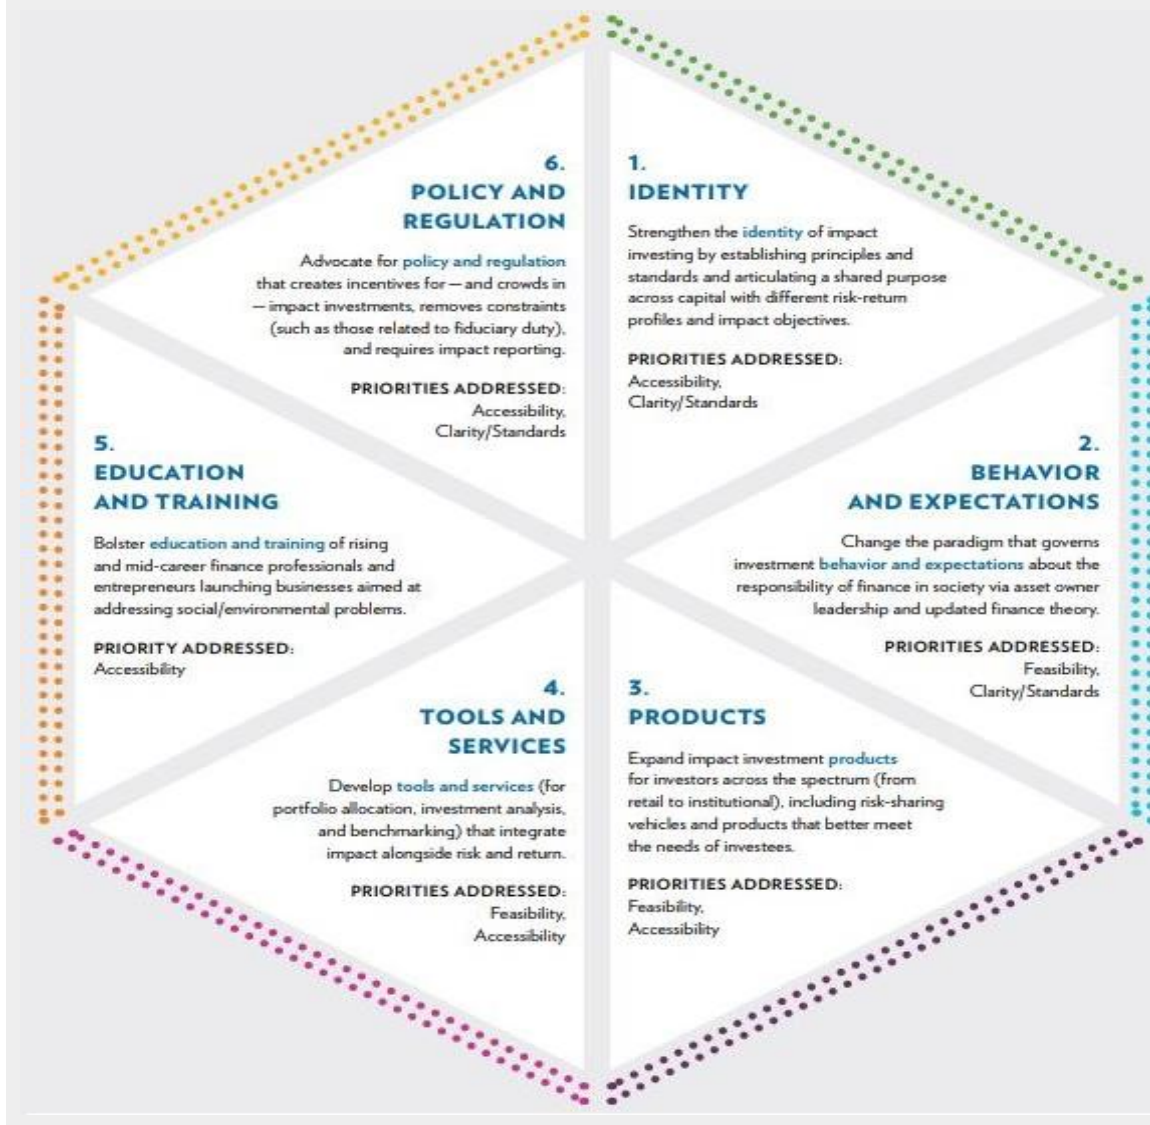 1.
IDENTITY
Strengthen the identity of impact
investing by establishing principles and
standards and articulating a shared purpose
across capital with different risk-return
profiles and impact objectives.
PRIORITIES ADDRESSED:
Accessibility,
Clarity/Standards
2.
BEHAVIOR
AND EXPECTATIONS
Change the paradigm that governs
investment behavior and expectations about the
responsibility of finance in society via asset owner
leadership and updated finance theory.
PRIORITIES ADDRESSED:
Feasibility,
Clarity/Standards
3.
PRODUCTS
Expand impact investment products
for investors across the spectrum (from
retail to institutional), including risk-sharing
vehicles and products that better meet
the needs of investees.
PRIORITIES ADDRESSED:
Feasibility,
Accessibility
4.
TOOLS AND
SERVICES
Develop tools and services (for
portfolio allocation, investment analysis,
and benchmarking) that integrate
impact alongside risk and return.
PRIORITIES ADDRESSED:
Feasibility,
Accessibility
5.
EDUCATION
AND TRAINING
Bolster education and training of rising
and mid-career finance professionals and
entrepreneurs launching businesses aimed at
addressing social/environmental problems.
PRIORITY ADDRESSED:
Accessibility
6.
POLICY AND
REGULATION
Advocate for policy and regulation
that creates incentives for — and crowds in
— impact investments, removes constraints
(such as those related to fiduciary duty),
and requires impact reporting.
PRIORITIES ADDRESSED:
Accessibility,
Clarity/Standards